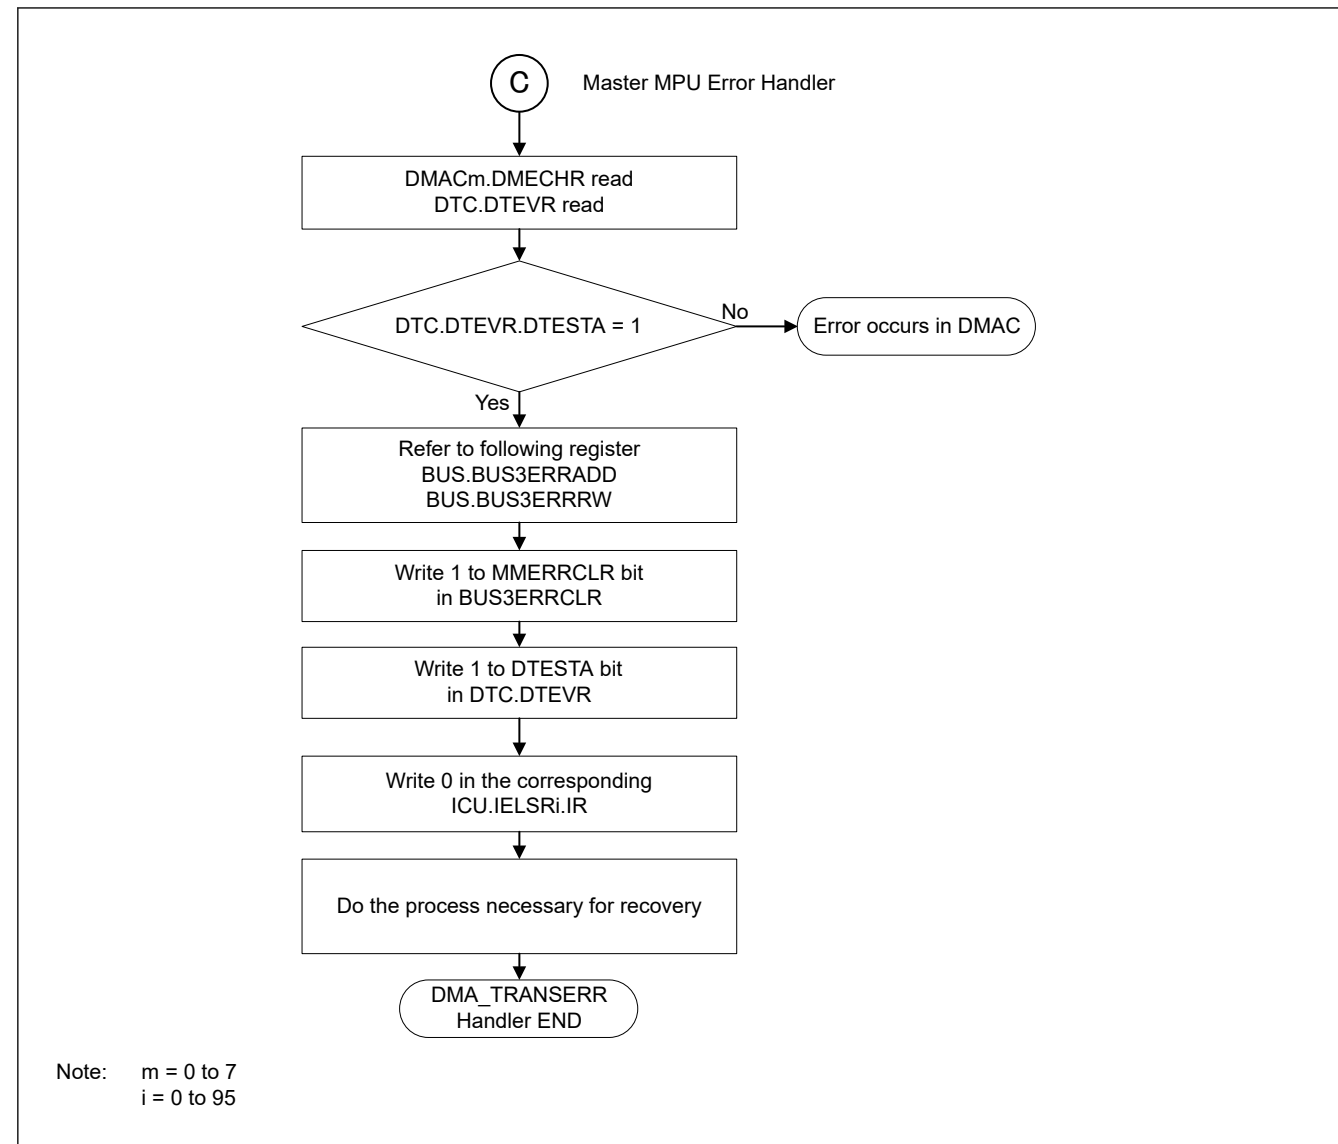 C
Master MPU Error Handler
DMACm.DMECHR read
DTC.DTEVR read
DTC.DTEVR.DTESTA = 1
No
Error occurs in DMAC
Yes
Refer to following register
BUS.BUS3ERRADD
BUS.BUS3ERRRW
Write 1 to MMERRCLR bit
in BUS3ERRCLR
Write 1 to DTESTA bit
in DTC.DTEVR
Write 0 in the corresponding
ICU.IELSRi.IR
Do the process necessary for recovery
DMA_TRANSERR
Handler END
Note: m = 0 to 7
i = 0 to 95